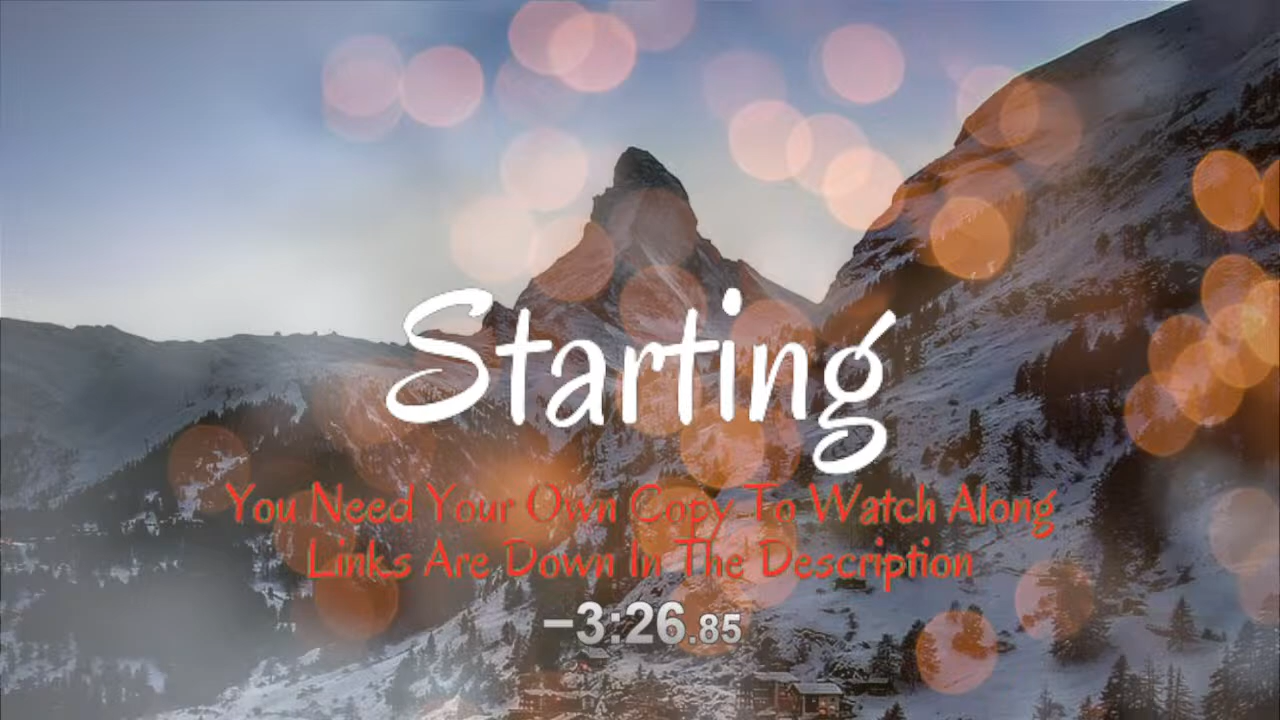 Starting
You Need Your Own Copy To Watch Along
Links Are Down In The Description
−3:26.85